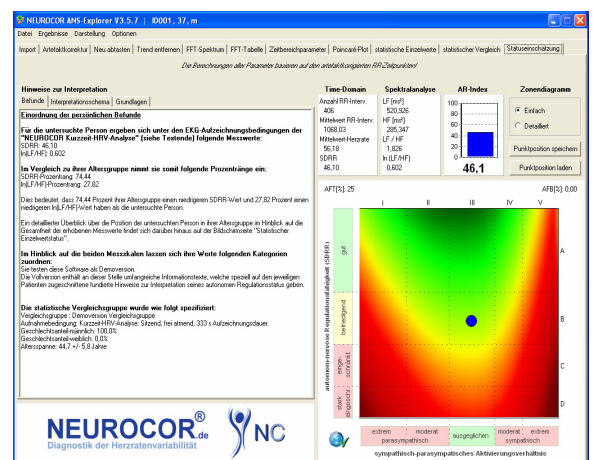 NEUROCOR ANS-Explorer V3.5.7 | ID001 , 37, m
Datei Ergebnisse Darstellung Optionen
Import Artefaktkorrektur Neu abtasten Trend entfernen FFT-Spektrum FFT-Tabelle Zeitbereichparameter Poincaré-Plot statistische Einzelwerte statistischer Vergleich Statuseinschätzung
Die Berechnungen aller Parameter basieren auf den artefaktkorrigierten RR-Zeitpunkten!
Hinweise zur Interpretation
Befunde Interpretationsschema Grundlagen
Einordnung der persönlichen Befunde
Für die untersuchte Person ergeben sich unter den EKG-Aufzeichnungsbedingungen der
"NEUROCOR Kurzzeit-HRV-Analyse" (siehe Textende) folgende Messwerte:
SDRR: 46,10
ln(LF/HF): 0,602
Im Vergleich zu ihrer Altersgruppe nimmt sie somit folgende Prozentränge ein:
SDRR-Prozentrang: 74,44
ln(LF/HF)-Prozentrang: 27,82
Dies bedeutet, dass 74,44 Prozent ihrer Altersgruppe einen niedrigeren SDRR-Wert und 27,82 Prozent einen
niedrigeren ln(LF/HF)-Wert haben als die untersuchte Person.
Ein detaillierter Überblick über die Position der untersuchten Person in ihrer Altersgruppe im Hinblick auf die
Gesamtheit der erhobenen Messwerte findet sich darüber hinaus auf der Bildschirmseite "Statistischer
Einzelwertstatus".
Im Hinblick auf die beiden Messskalen lassen sich ihre Werte folgenden Kategorien
zuordnen:
Sie testen diese Software als Demoversion.
Die Vollversion enthält an dieser Stelle umfangreiche Informationstexte, welche speziell auf den jeweiligen
Patienten zugeschnittene fundierte Hinweise zur Interpretation seines autonomen Regulationsstatus geben.
Die statistische Vergleichsgruppe wurde wie folgt spezifiziert:
Vergleichsgruppe : Demoversion Vergleichsgruppe
Aufnahmebedingung: Kurzzeit-HRV-Analyse: Sitzend, frei atmend, 333 s Aufzeichnungsdauer.
Geschlechtsanteil-männlich: 100,0%
Geschlechtsanteil-weiblich: 0,0%
Altersspanne: 44,7 +/- 5,8 Jahre
NEUROCOR®.de
Diagnostik der Herzratenvariabilität
NC
Time-Domain
Anzahl RR-Interv.
406
Mittelwert RR-Interv.
1068,03
Mittelwert-Herzrate
56,18
SDRR
46,10
Spektralanalyse
LF [ms²]
520,926
HF [ms²]
285,347
LF / HF
1,826
ln (LF/HF)
0,602
AR-Index
100
80
60
40
20
0
46,1
Zonendiagramm
Einfach
Detailliert
Punktposition speichern
Punktposition laden
AFT[%]: 25
AFB[%]: 0,00
I II III IV V
A
B
C
D
autonom-nervöse Regulationsfähigkeit (SDRR)
gut
befriedigend
einge-
schränkt
stark
eingeschr.
extrem moderat ausgeglichen moderat extrem
parasympathisch sympathisch
sympathisch-parasympatisches Aktivierungsverhältnis